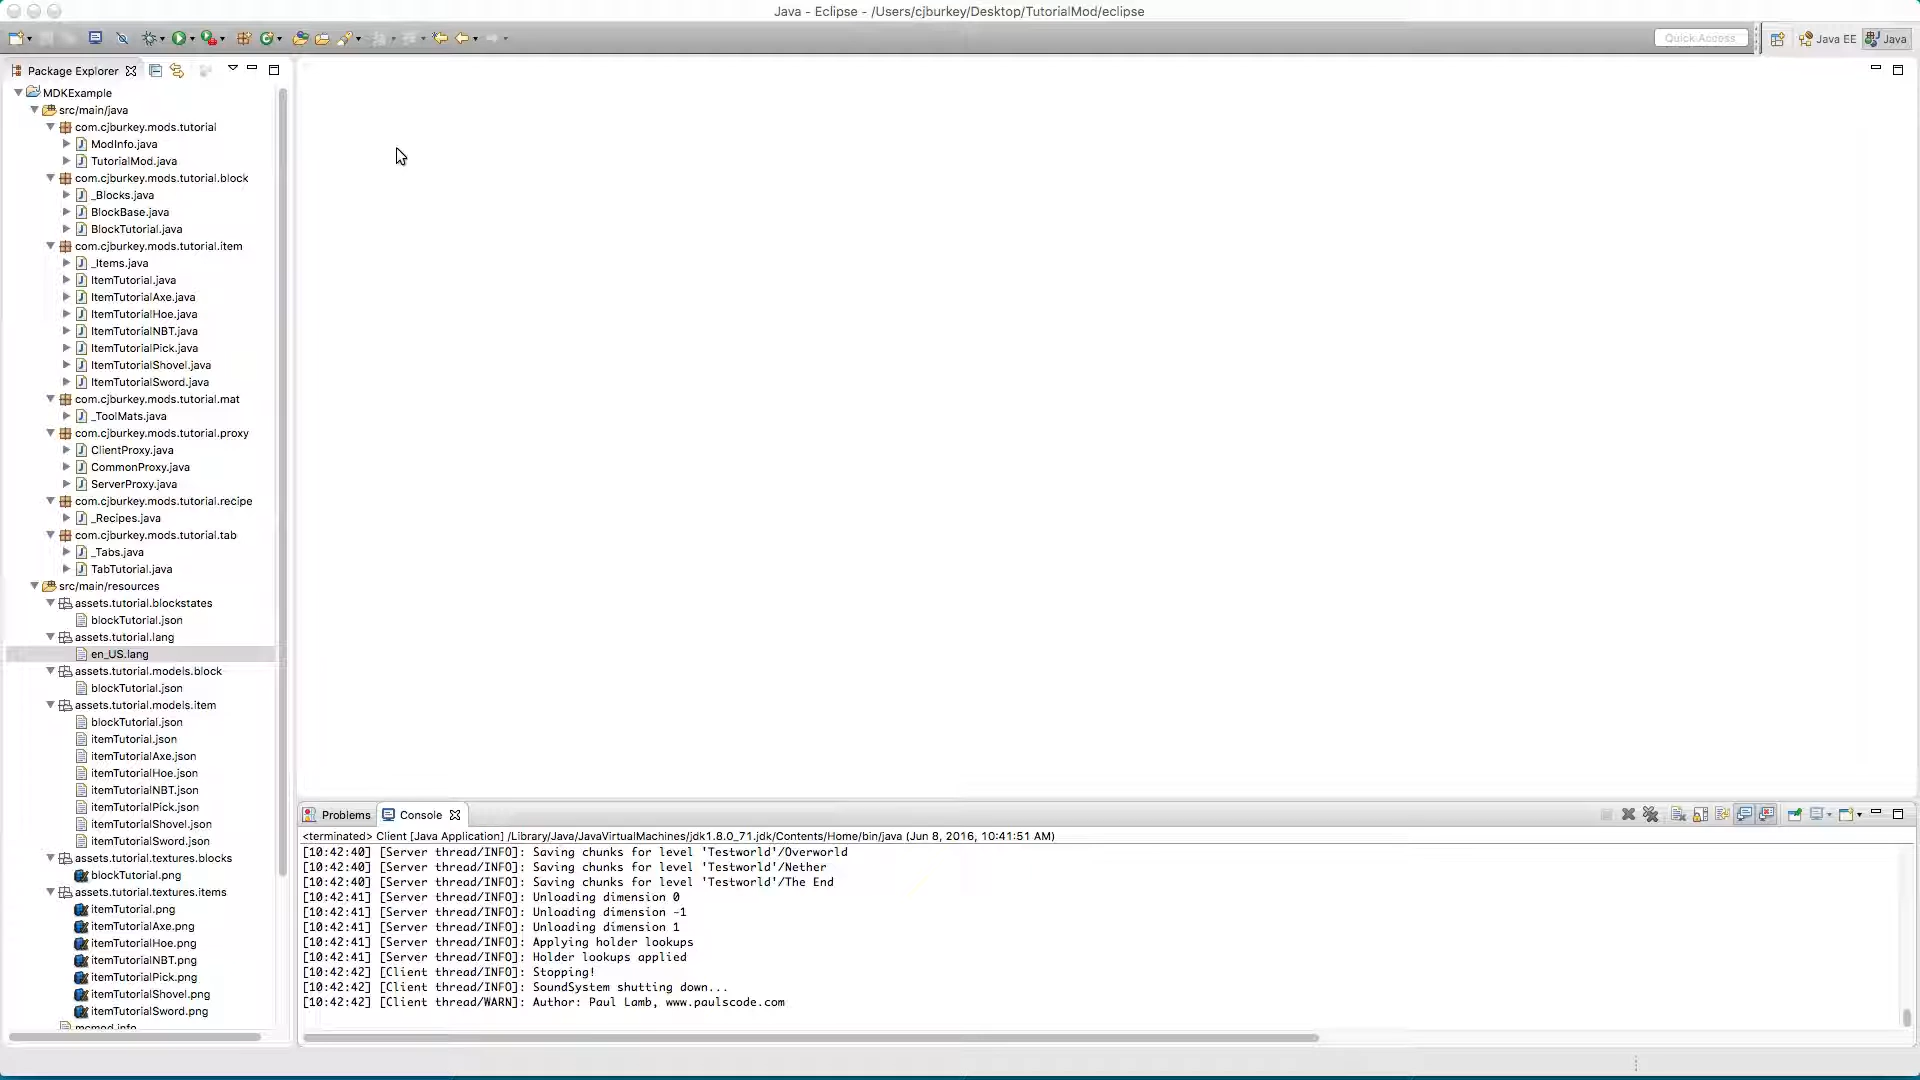 Java - Eclipse - /Users/cjburkey/Desktop/TutorialMod/eclipse
Quick Access
Java EE
Java
Package Explorer
MDKExample
src/main/java
com.cjburkey.mods.tutorial
ModInfo.java
TutorialMod.java
com.cjburkey.mods.tutorial.block
_Blocks.java
BlockBase.java
BlockTutorial.java
com.cjburkey.mods.tutorial.item
_Items.java
ItemTutorial.java
ItemTutorialAxe.java
ItemTutorialHoe.java
ItemTutorialNBT.java
ItemTutorialPick.java
ItemTutorialShovel.java
ItemTutorialSword.java
com.cjburkey.mods.tutorial.mat
_ToolMats.java
com.cjburkey.mods.tutorial.proxy
ClientProxy.java
CommonProxy.java
ServerProxy.java
com.cjburkey.mods.tutorial.recipe
_Recipes.java
com.cjburkey.mods.tutorial.tab
_Tabs.java
TabTutorial.java
src/main/resources
assets.tutorial.blockstates
blockTutorial.json
assets.tutorial.lang
en_US.lang
assets.tutorial.models.block
blockTutorial.json
assets.tutorial.models.item
blockTutorial.json
itemTutorial.json
itemTutorialAxe.json
itemTutorialHoe.json
itemTutorialNBT.json
itemTutorialPick.json
itemTutorialShovel.json
itemTutorialSword.json
assets.tutorial.textures.blocks
blockTutorial.png
assets.tutorial.textures.items
itemTutorial.png
itemTutorialAxe.png
itemTutorialHoe.png
itemTutorialNBT.png
itemTutorialPick.png
itemTutorialShovel.png
itemTutorialSword.png
mcmod.info
Problems
Console
<terminated> Client [Java Application] /Library/Java/JavaVirtualMachines/jdk1.8.0_71.jdk/Contents/Home/bin/java (Jun 8, 2016, 10:41:51 AM)
[10:42:40] [Server thread/INFO]: Saving chunks for level 'Testworld'/Overworld
[10:42:40] [Server thread/INFO]: Saving chunks for level 'Testworld'/Nether
[10:42:40] [Server thread/INFO]: Saving chunks for level 'Testworld'/The End
[10:42:41] [Server thread/INFO]: Unloading dimension 0
[10:42:41] [Server thread/INFO]: Unloading dimension -1
[10:42:41] [Server thread/INFO]: Unloading dimension 1
[10:42:41] [Server thread/INFO]: Applying holder lookups
[10:42:41] [Server thread/INFO]: Holder lookups applied
[10:42:42] [Client thread/INFO]: Stopping!
[10:42:42] [Client thread/INFO]: SoundSystem shutting down...
[10:42:42] [Client thread/WARN]: Author: Paul Lamb, www.paulscode.com